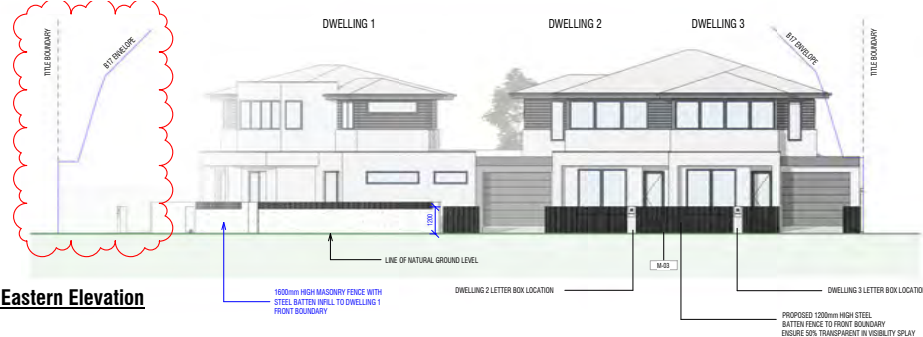 DWELLING 1
DWELLING 2
DWELLING 3
TITLE BOUNDARY
B17 ENVELOPE
B17 ENVELOPE
TITLE BOUNDARY
1200
LINE OF NATURAL GROUND LEVEL
M-03
Eastern Elevation
1600mm HIGH MASONRY FENCE WITH
STEEL BATTEN INFILL TO DWELLING 1
FRONT BOUNDARY
DWELLING 2 LETTER BOX LOCATION
DWELLING 3 LETTER BOX LOCATIO
PROPOSED 1200mm HIGH STEEL
BATTEN FENCE TO FRONT BOUNDARY
ENSURE 50% TRANSPARENT IN VISIBILITY SPLAY